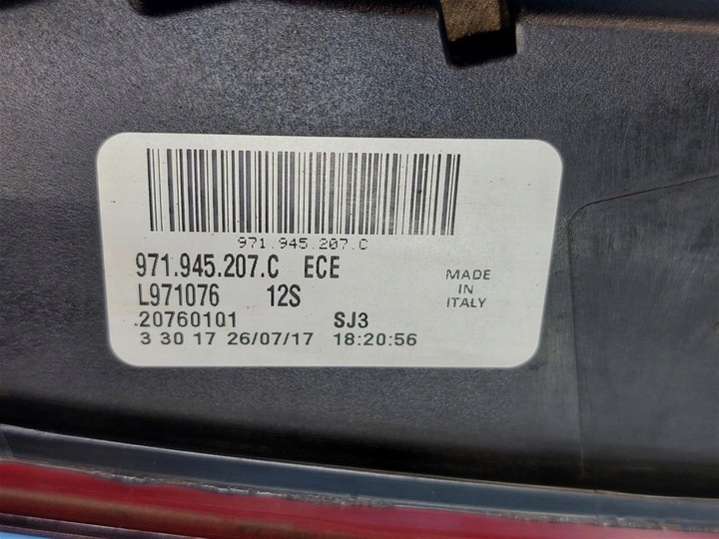 971.945.207.C
971.945.207.C ECE
L971076 12S
.20760101 SJ3
3 30 17 26/07/17 18:20:56
MADE
IN
ITALY